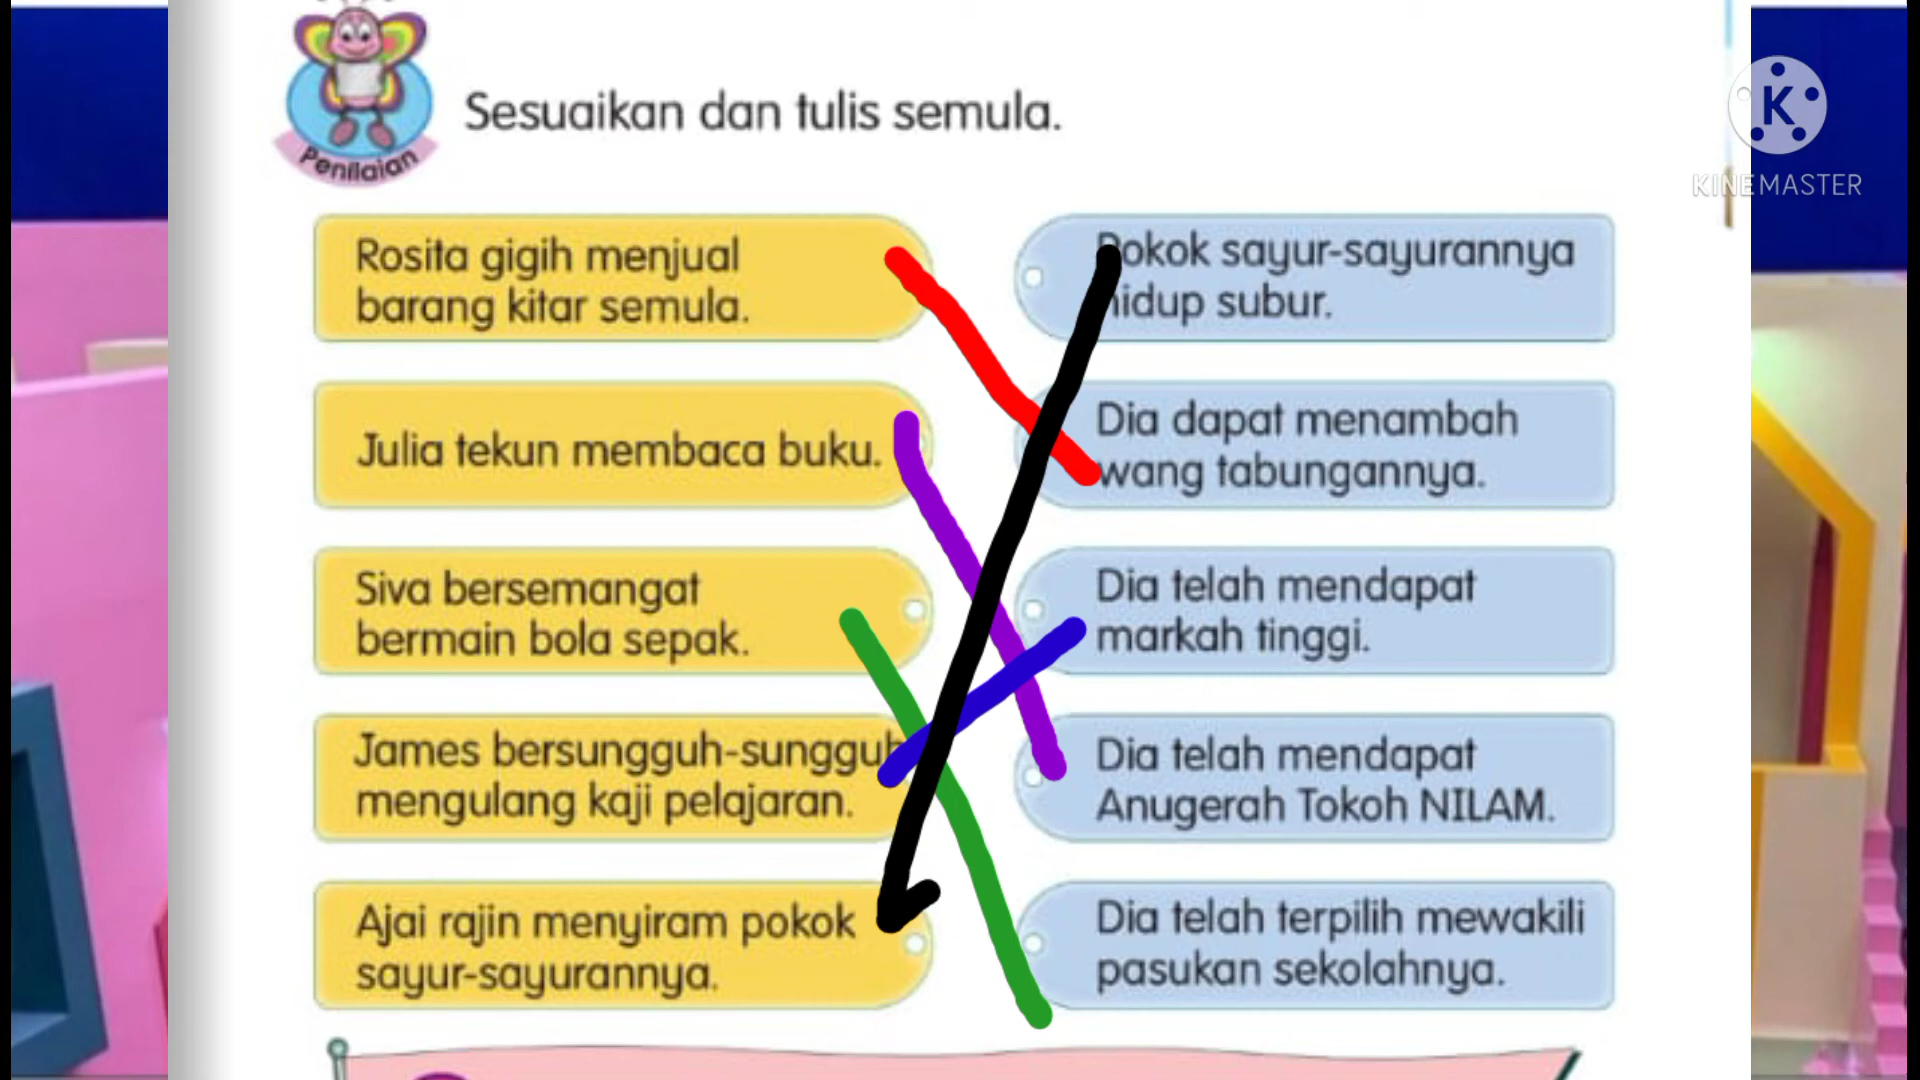 Penilaian
Sesuaikan dan tulis semula.
KINEMASTER
Rosita gigih menjual
barang kitar semula.
Pokok sayur-sayurannya
hidup subur.
Julia tekun membaca buku.
Dia dapat menambah
wang tabungannya.
Siva bersemangat
bermain bola sepak.
Dia telah mendapat
markah tinggi.
James bersungguh-sungguh
mengulang kaji pelajaran.
Dia telah mendapat
Anugerah Tokoh NILAM.
Ajai rajin menyiram pokok
sayur-sayurannya.
Dia telah terpilih mewakili
pasukan sekolahnya.